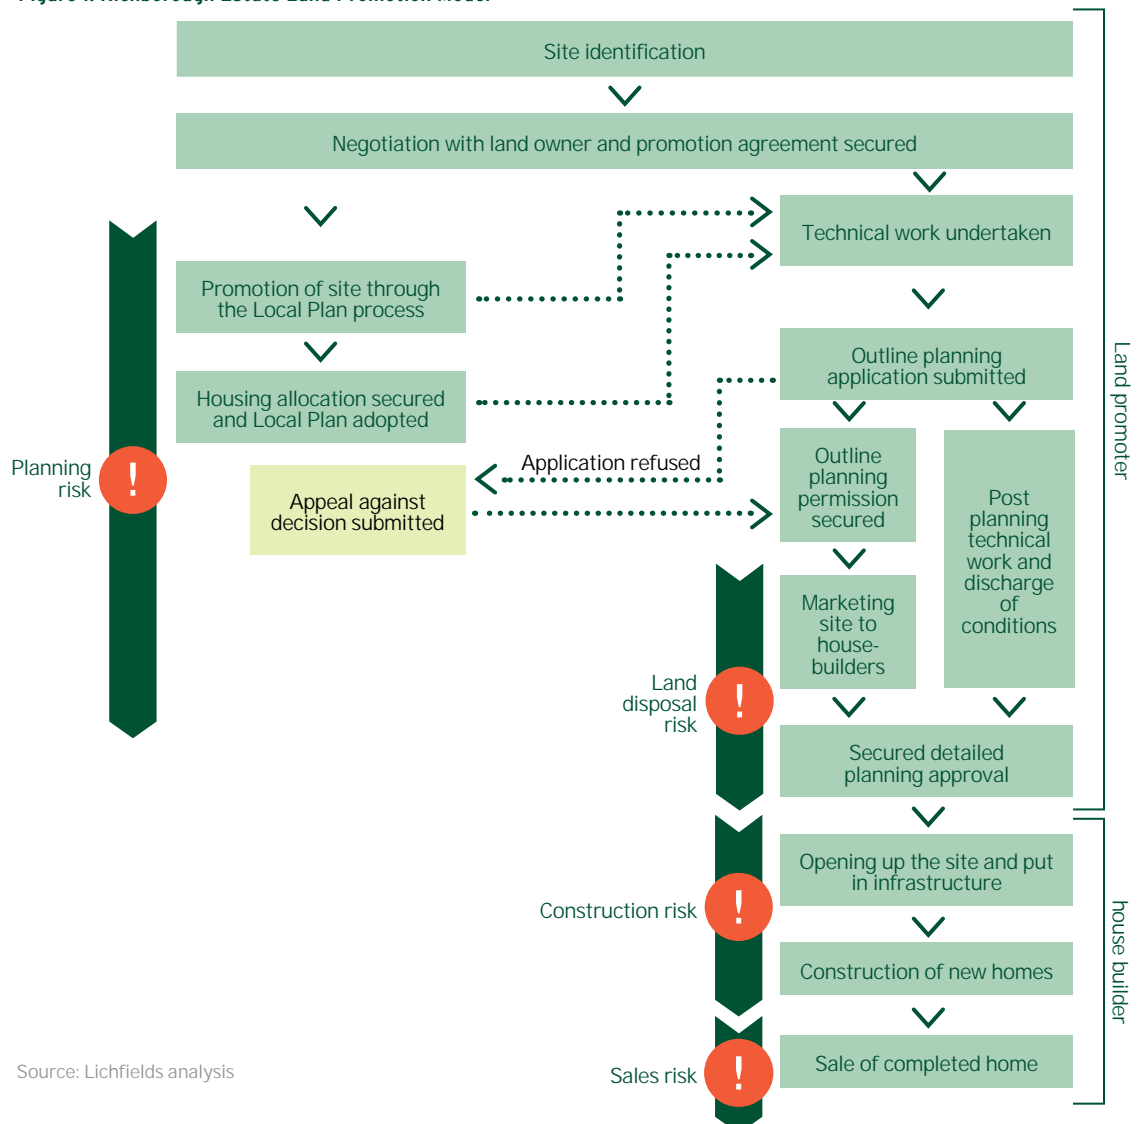 Site identification
Negotiation with land owner and promotion agreement secured
Technical work undertaken
Promotion of site through
the Local Plan process
Outline planning
application submitted
Housing allocation secured
and Local Plan adopted
Land promoter
Planning
risk
!
Application refused
Appeal against
decision submitted
Outline
planning
permission
secured
Post
planning
technical
work and
discharge
of
conditions
Marketing
site to
house-
builders
Land
disposal
risk
!
Secured detailed
planning approval
Opening up the site and put
in infrastructure
Construction risk
!
house builder
Construction of new homes
Sale of completed home
Sales risk
!
Source: Lichfields analysis